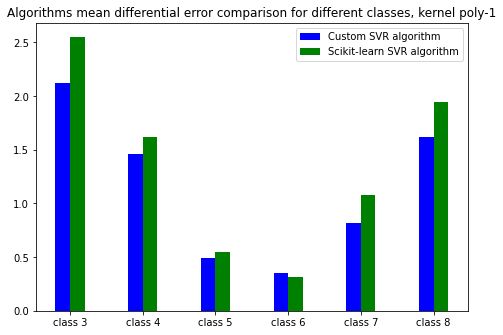 Algorithms mean differential error comparison for different classes, kernel poly-1
Custom SVR algorithm
Scikit-learn SVR algorithm
2.5
2.0
1.5
1.0
0.5
0.0
class 3 class 4 class 5 class 6 class 7 class 8